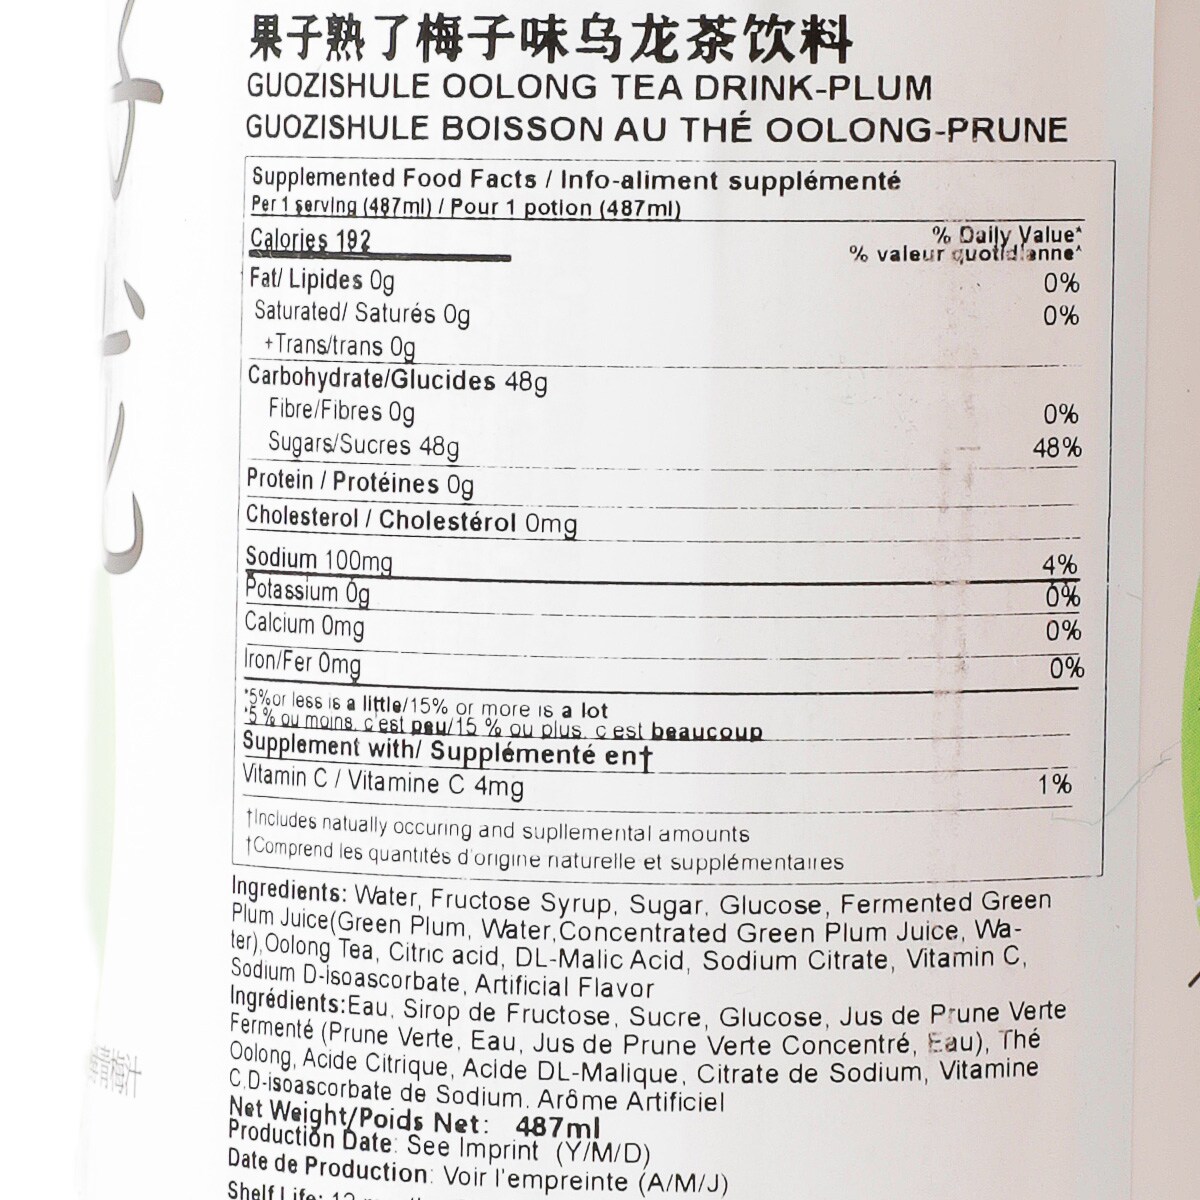 果子熟了梅子味乌龙茶饮料
GUOZISHULE OOLONG TEA DRINK-PLUM
GUOZISHULE BOISSON AU THÉ OOLONG-PRUNE
Supplemented Food Facts / Info-aliment supplémenté
Per 1 serving (487ml) / Pour 1 potion (487ml)
Calories 192
% Daily Value*
% valeur quotidienne*
Fat/ Lipides 0g 0%
Saturated/ Saturés 0g 0%
+Trans/trans 0g
Carbohydrate/Glucides 48g
Fibre/Fibres 0g 0%
Sugars/Sucres 48g 48%
Protein / Protéines 0g
Cholesterol / Cholestérol 0mg
Sodium 100mg 4%
Potassium 0g 0%
Calcium 0mg 0%
Iron/Fer 0mg 0%
*5%or less is a little/15% or more is a lot
*5 % ou moins, c'est peu/15 % ou plus, c est beaucoup
Supplement with/ Supplémenté en†
Vitamin C / Vitamine C 4mg 1%
†Includes natually occuring and supllemental amounts
†Comprend les quantités d'origine naturelle et supplémentaires
Ingredients: Water, Fructose Syrup, Sugar, Glucose, Fermented Green
Plum Juice(Green Plum, Water,Concentrated Green Plum Juice, Wa-
ter),Oolong Tea, Citric acid, DL-Malic Acid, Sodium Citrate, Vitamin C,
Sodium D-isoascorbate, Artificial Flavor
Ingrédients:Eau, Sirop de Fructose, Sucre, Glucose, Jus de Prune Verte
Fermenté (Prune Verte, Eau, Jus de Prune Verte Concentré, Eau), Thé
Oolong, Acide Citrique, Acide DL-Malique, Citrate de Sodium, Vitamine
C,D-isoascorbate de Sodium, Arôme Artificiel
Net Weight/Poids Net: 487ml
Production Date: See Imprint (Y/M/D)
Date de Production: Voir l'empreinte (A/M/J)
Shelf Life: 12
青梅汁